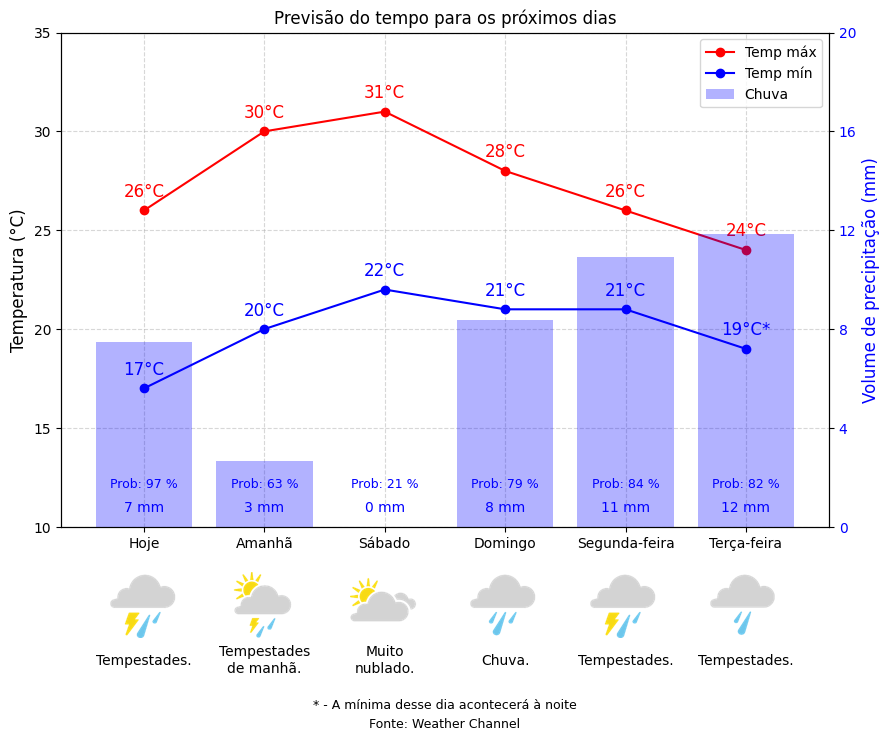 Previsão do tempo para os próximos dias
Temp máx
Temp mín
Chuva
35
30
25
20
15
10
Temperatura (°C)
20
16
12
8
4
0
Volume de precipitação (mm)
26°C
30°C
31°C
28°C
26°C
24°C
17°C
20°C
22°C
21°C
21°C
19°C*
Prob: 97 %
7 mm
Prob: 63 %
3 mm
Prob: 21 %
0 mm
Prob: 79 %
8 mm
Prob: 84 %
11 mm
Prob: 82 %
12 mm
Hoje
Amanhã
Sábado
Domingo
Segunda-feira
Terça-feira
Tempestades.
Tempestades
de manhã.
Muito
nublado.
Chuva.
Tempestades.
Tempestades.
* - A mínima desse dia acontecerá à noite
Fonte: Weather Channel